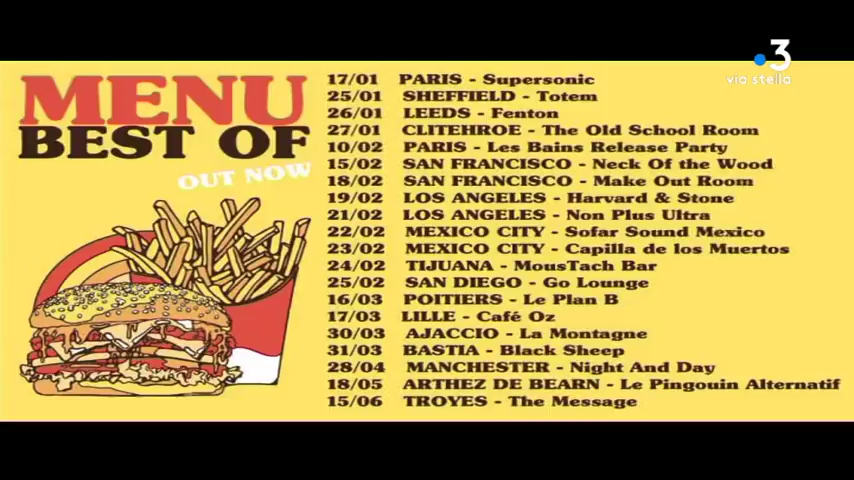 3
via stella
MENU
BEST OF
OUT NOW
17/01 PARIS - Supersonic
25/01 SHEFFIELD - Totem
26/01 LEEDS - Fenton
27/01 CLITEHROE - The Old School Room
10/02 PARIS - Les Bains Release Party
15/02 SAN FRANCISCO - Neck Of the Wood
18/02 SAN FRANCISCO - Make Out Room
19/02 LOS ANGELES - Harvard & Stone
21/02 LOS ANGELES - Non Plus Ultra
22/02 MEXICO CITY - Sofar Sound Mexico
23/02 MEXICO CITY - Capilla de los Muertos
24/02 TIJUANA - MousTach Bar
25/02 SAN DIEGO - Go Lounge
16/03 POITIERS - Le Plan B
17/03 LILLE - Café Oz
30/03 AJACCIO - La Montagne
31/03 BASTIA - Black Sheep
28/04 MANCHESTER - Night And Day
18/05 ARTHEZ DE BEARN - Le Pingouin Alternatif
15/06 TROYES - The Message